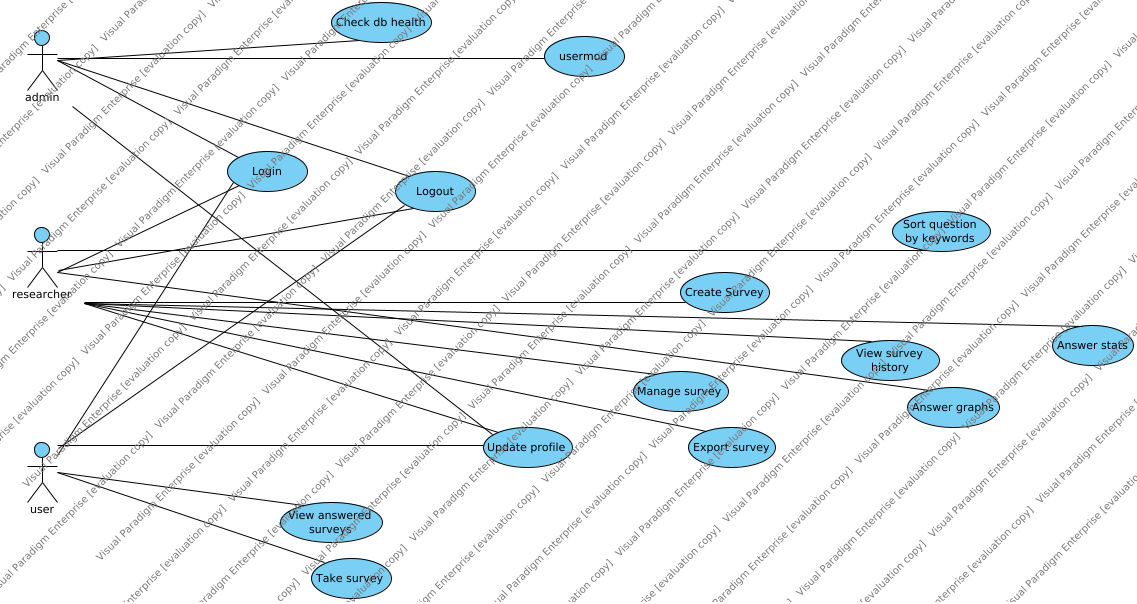 Check db health
usermod
admin
Login
Logout
Sort question
by keywords
researcher
Create Survey
Answer stats
View survey
history
Manage survey
Answer graphs
Update profile
Export survey
user
View answered
surveys
Take survey
Visual Paradigm Enterprise [evaluation copy]